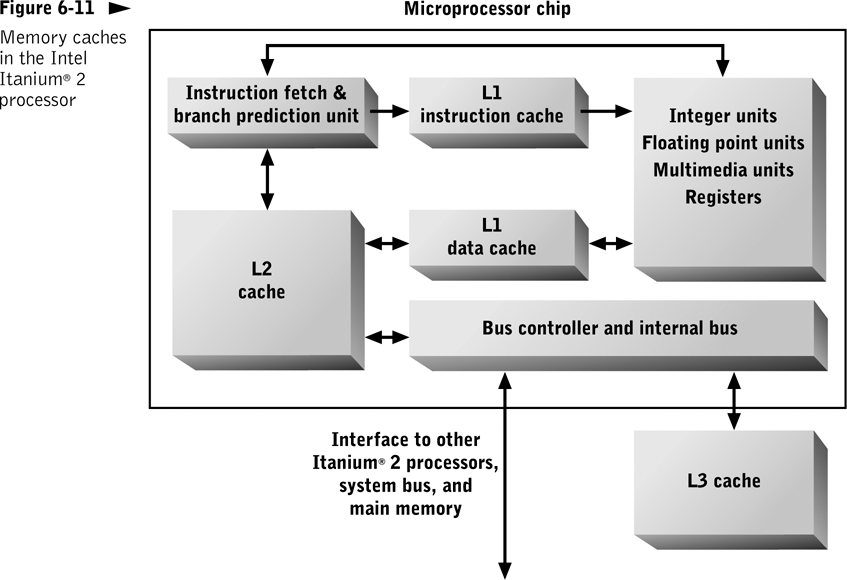 Figure 6-11 ►
Memory caches
in the Intel
Itanium® 2
processor
Microprocessor chip
Instruction fetch &
branch prediction unit
L1
instruction cache
Integer units
Floating point units
Multimedia units
Registers
L2
cache
L1
data cache
Bus controller and internal bus
Interface to other
Itanium® 2 processors,
system bus, and
main memory
L3 cache